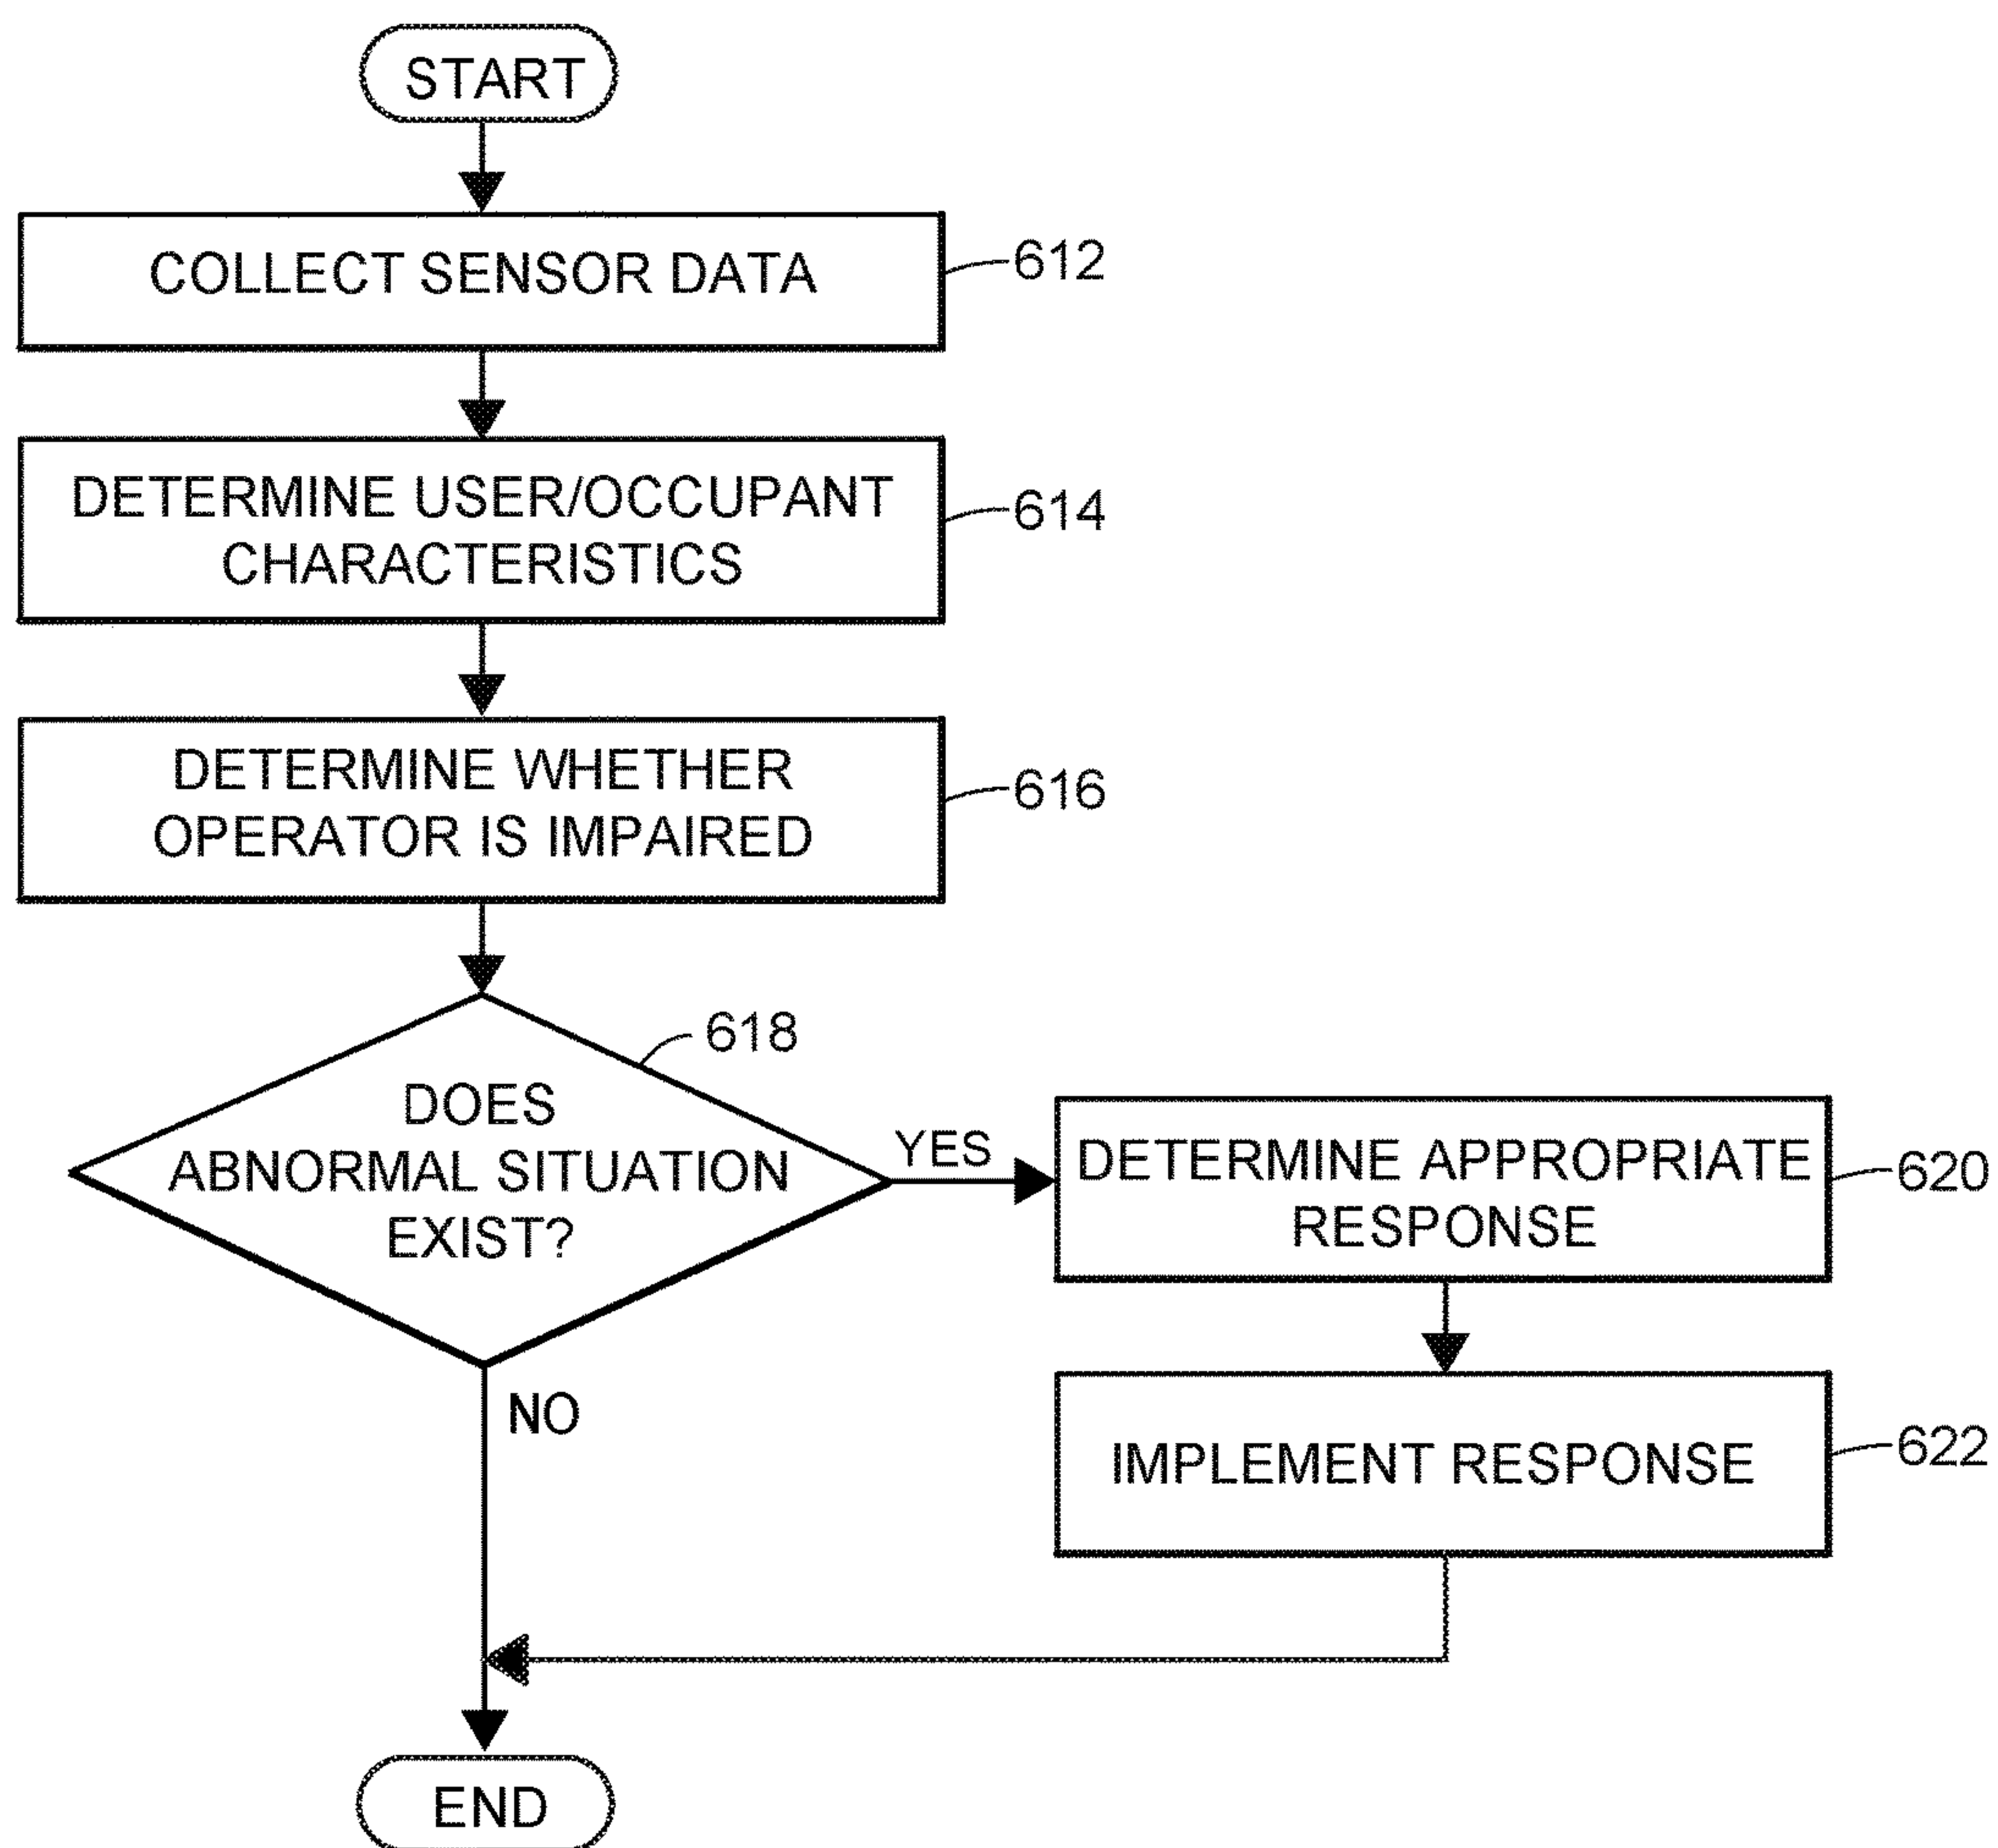 START
COLLECT SENSOR DATA
612
DETERMINE USER/OCCUPANT
CHARACTERISTICS
614
DETERMINE WHETHER
OPERATOR IS IMPAIRED
616
618
DOES
ABNORMAL SITUATION
EXIST?
YES
DETERMINE APPROPRIATE
RESPONSE
620
NO
IMPLEMENT RESPONSE
622
END